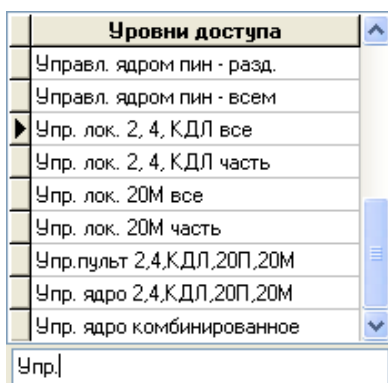 Уровни доступа
Управл. ядром пин - разд.
Управл. ядром пин - всем
Упр. лок. 2, 4, КДЛ все
Упр. лок. 2, 4, КДЛ часть
Упр. лок. 20М все
Упр. лок. 20М часть
Упр.пульт 2,4,КДЛ,20П,20М
Упр. ядро 2,4,КДЛ,20П,20М
Упр. ядро комбинированное
Упр.